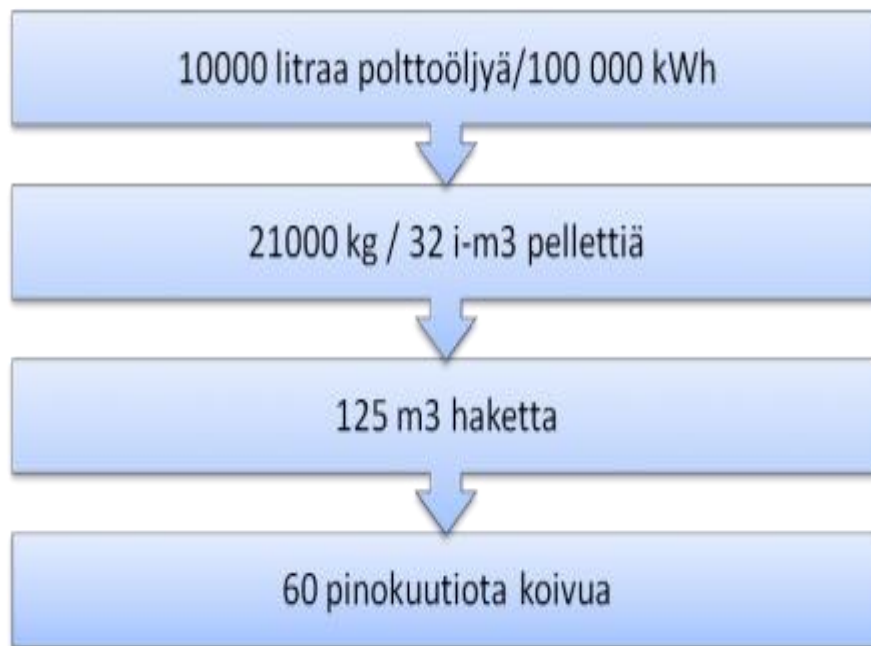 10000 litraa polttoöljyä/100 000 kWh
21000 kg / 32 i-m3 pellettiä
125 m3 haketta
60 pinokuutiota koivua